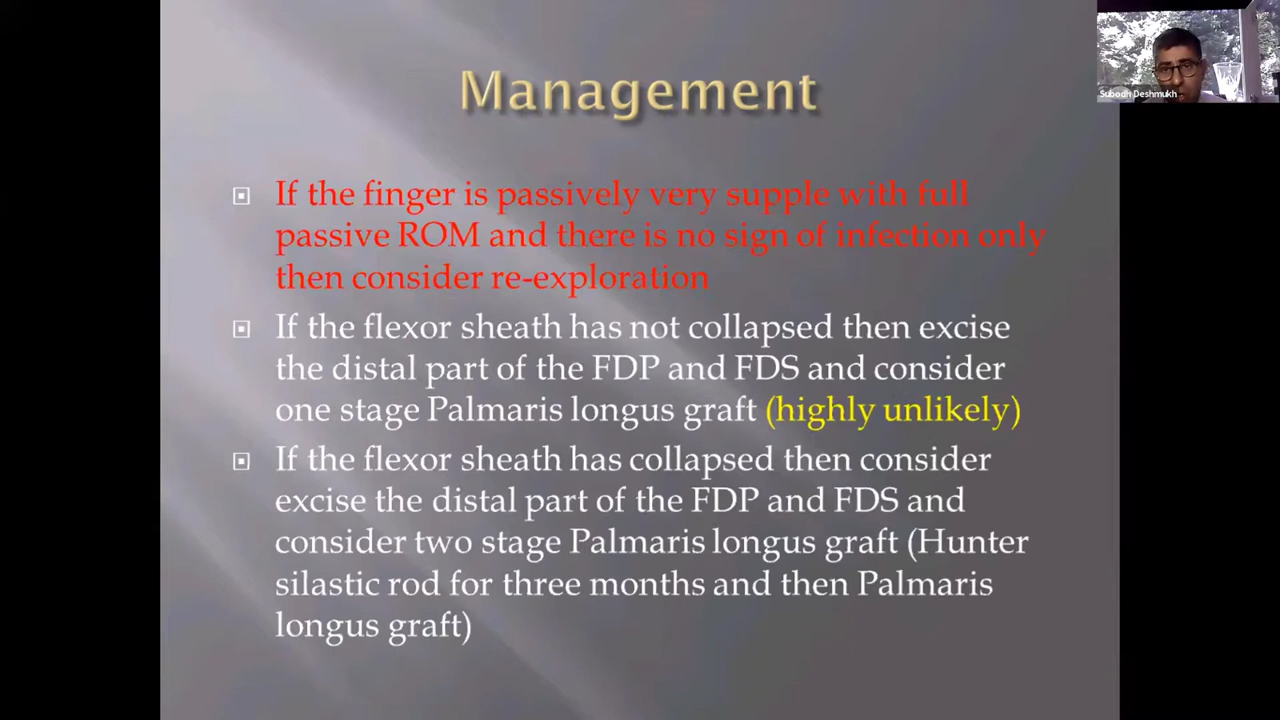 Management
Subodh Deshmukh
If the finger is passively very supple with full
passive ROM and there is no sign of infection only
then consider re-exploration
If the flexor sheath has not collapsed then excise
the distal part of the FDP and FDS and consider
one stage Palmaris longus graft (highly unlikely)
If the flexor sheath has collapsed then consider
excise the distal part of the FDP and FDS and
consider two stage Palmaris longus graft (Hunter
silastic rod for three months and then Palmaris
longus graft)